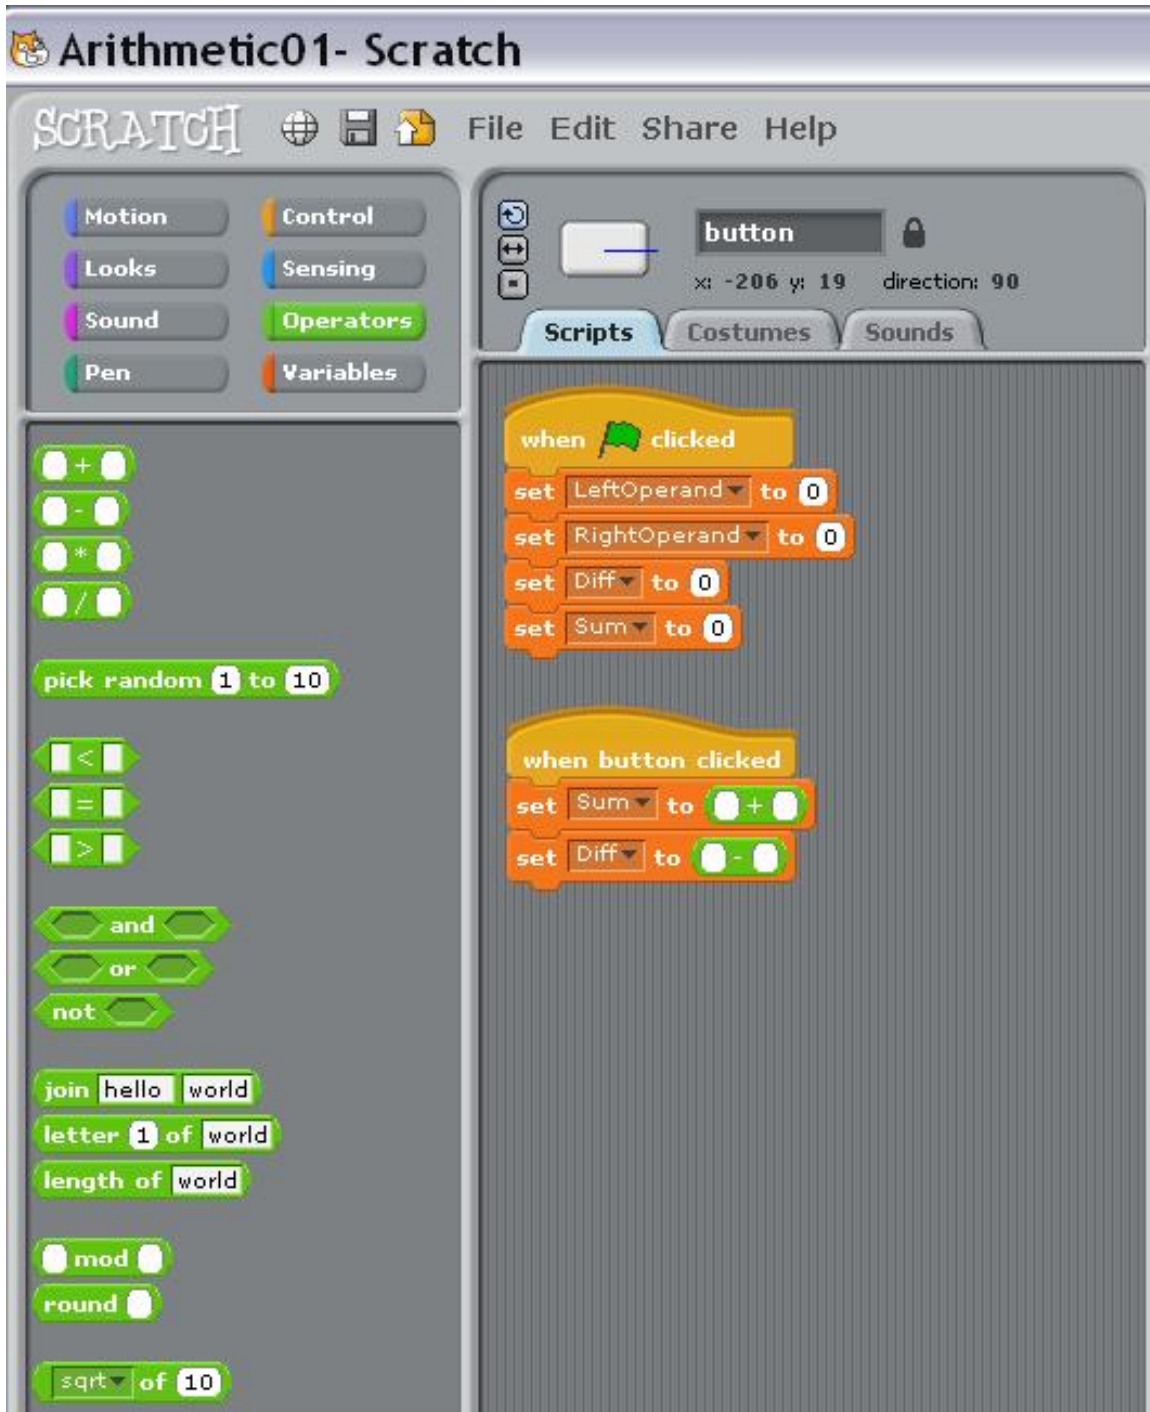 Arithmetic01- Scratch
SCRATCH File Edit Share Help
Motion Control
Looks Sensing
Sound Operators
Pen Variables
button
x: -206 y: 19 direction: 90
Scripts Costumes Sounds
+
-
*
/
pick random 1 to 10
<
=
>
and
or
not
join hello world
letter 1 of world
length of world
mod
round
sqrt of 10
when clicked
set LeftOperand to 0
set RightOperand to 0
set Diff to 0
set Sum to 0
when button clicked
set Sum to +
set Diff to -